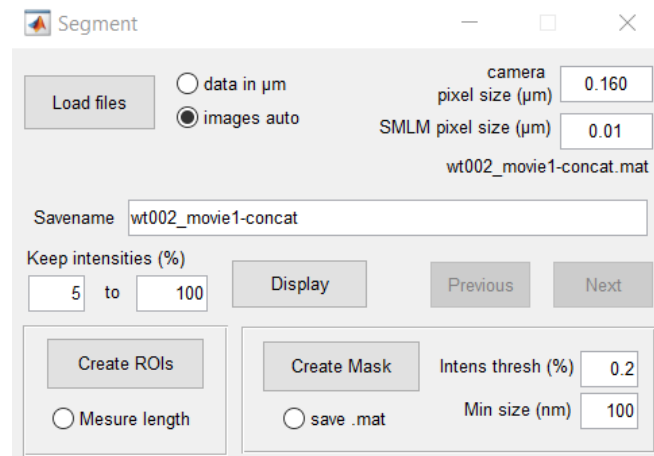 Segment
Load files
data in µm
images auto
camera
pixel size (µm)
0.160
SMLM pixel size (µm)
0.01
wt002_movie1-concat.mat
Savename
wt002_movie1-concat
Keep intensities (%)
5 to 100
Display
Previous
Next
Create ROIs
Mesure length
Create Mask
save .mat
Intens thresh (%)
0.2
Min size (nm)
100